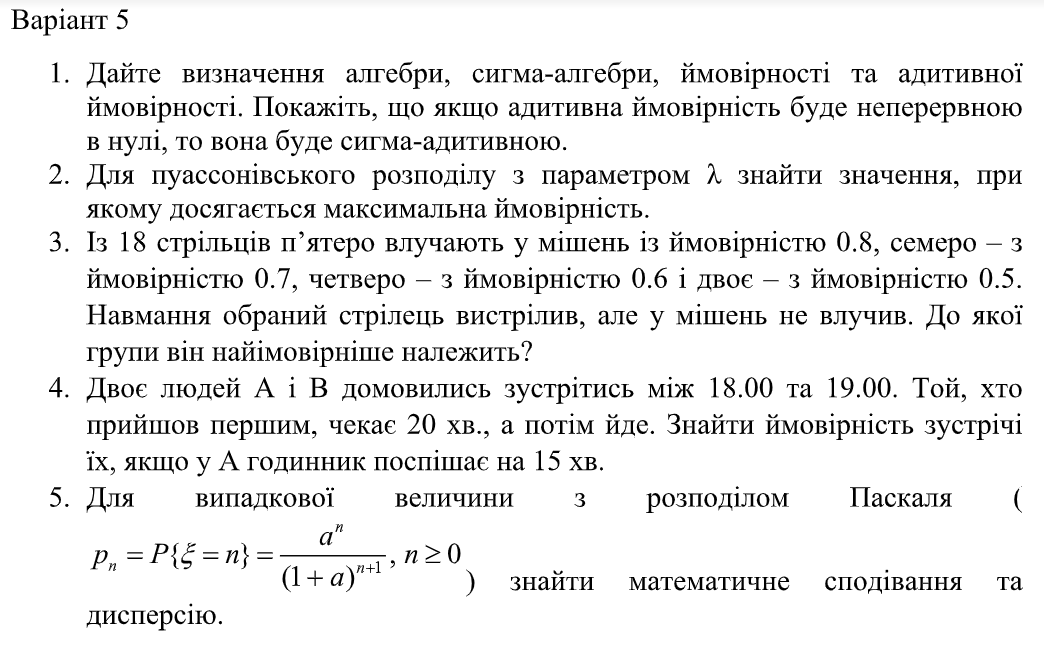 Варіант 5
1. Дайте визначення алгебри, сигма-алгебри, ймовірності та адитивної
ймовірності. Покажіть, що якщо адитивна ймовірність буде неперервною
в нулі, то вона буде сигма-адитивною.
2. Для пуассонівського розподілу з параметром λ знайти значення, при
якому досягається максимальна ймовірність.
3. Із 18 стрільців п’ятеро влучають у мішень із ймовірністю 0.8, семеро – з
ймовірністю 0.7, четверо – з ймовірністю 0.6 і двоє – з ймовірністю 0.5.
Навмання обраний стрілець вистрілив, але у мішень не влучив. До якої
групи він найімовірніше належить?
4. Двоє людей А і В домовились зустрітись між 18.00 та 19.00. Той, хто
прийшов першим, чекає 20 хв., а потім йде. Знайти ймовірність зустрічі
їх, якщо у А годинник поспішає на 15 хв.
5. Для випадкової величини з розподілом Паскаля (
p_n = P{ξ = n} = a^n / (1 + a)^{n+1}, n ≥ 0 ) знайти математичне сподівання та
дисперсію.